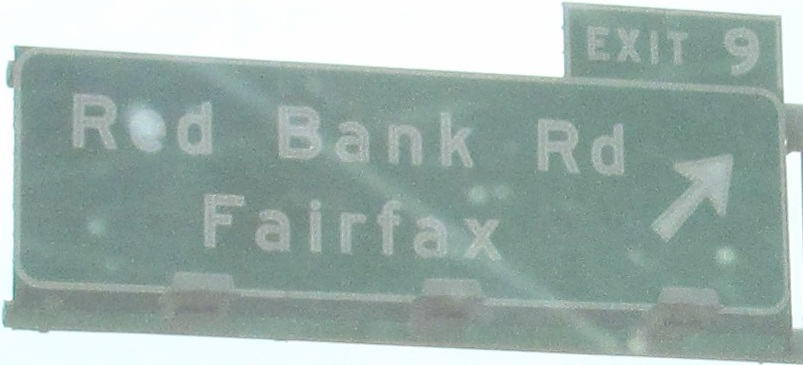 EXIT 9
Red Bank Rd
Fairfax